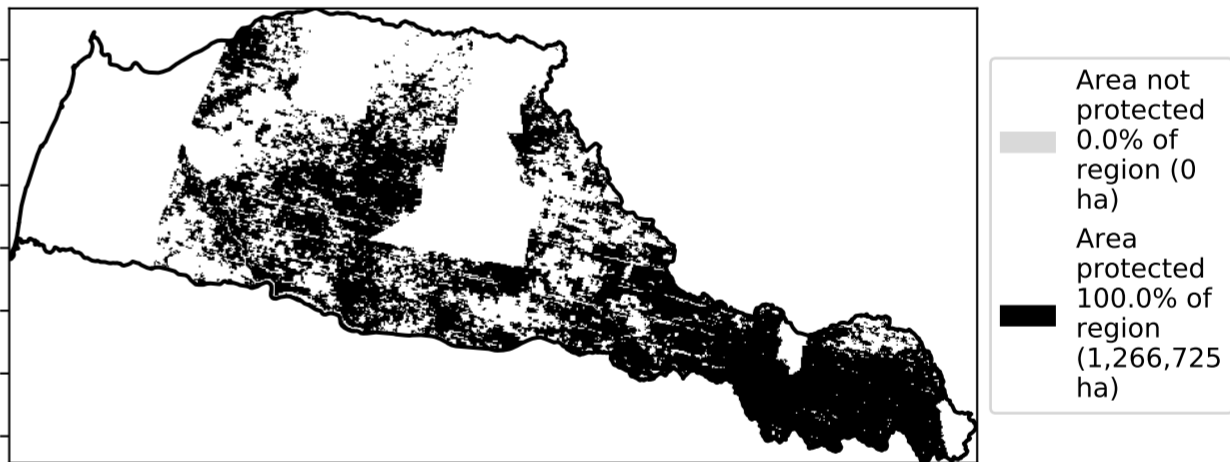 Area not
protected
0.0% of
region (0
ha)
Area
protected
100.0% of
region
(1,266,725
ha)